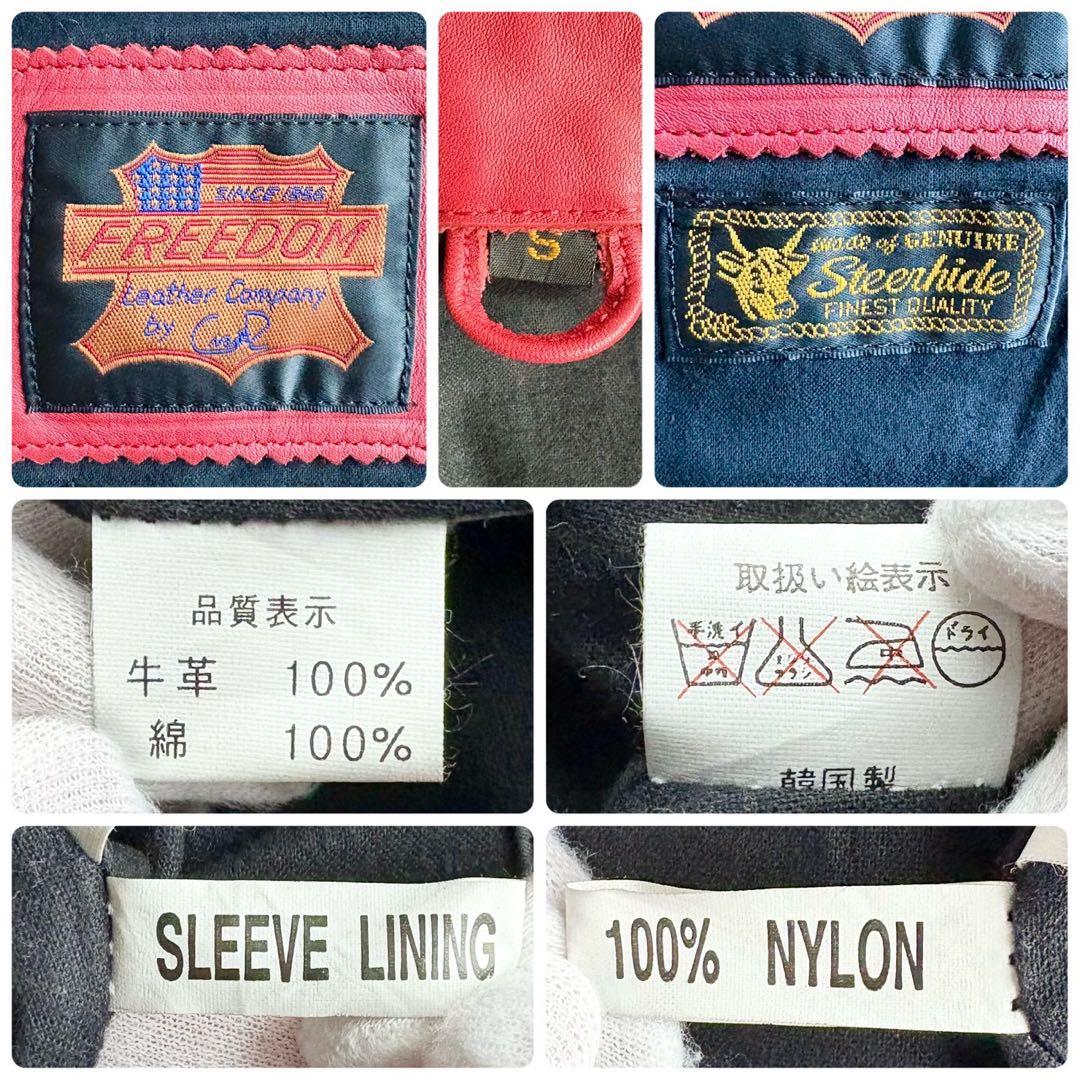 SINCE 1996
FREEDOM
Leather Company
by
S
made of GENUINE
Steerhide
FINEST QUALITY
品質表示
牛革 100%
綿 100%
取扱い絵表示
手洗イ
ドライ
中
韓国製
SLEEVE LINING
100% NYLON